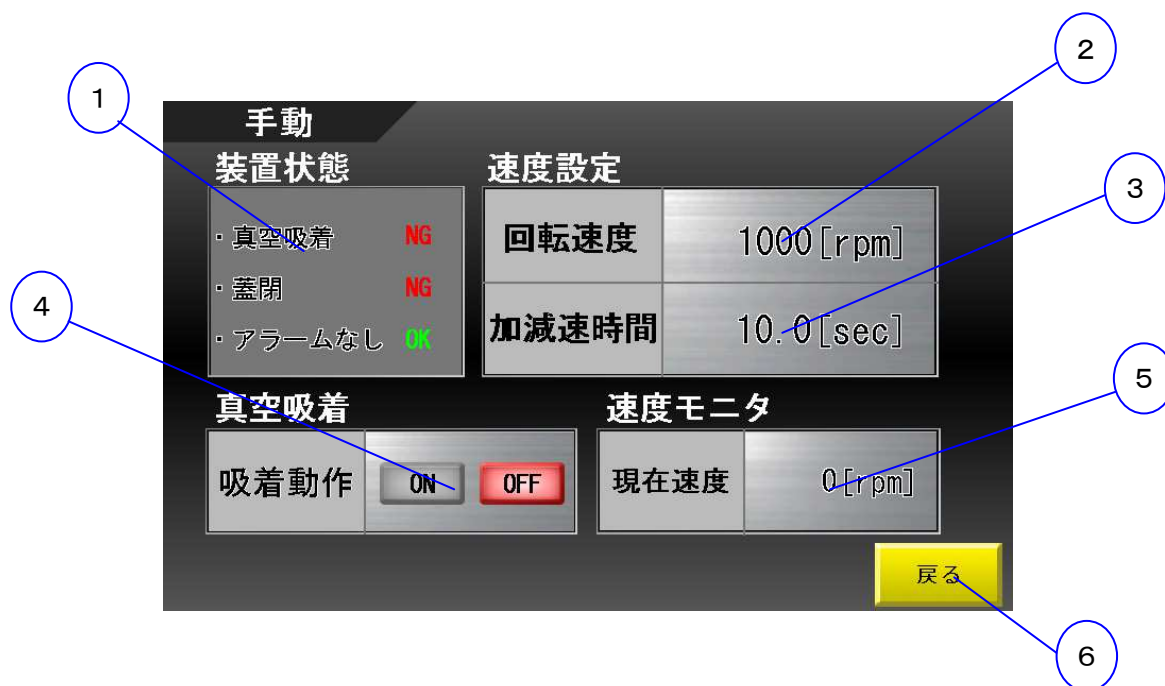 2
1
手動
装置状態
速度設定
3
・真空吸着 NG
回転速度 1000[rpm]
・蓋閉 NG
4
・アラームなし OK
加減速時間 10.0[sec]
5
真空吸着
速度モニタ
吸着動作 ON OFF
現在速度 0[rpm]
戻る
6